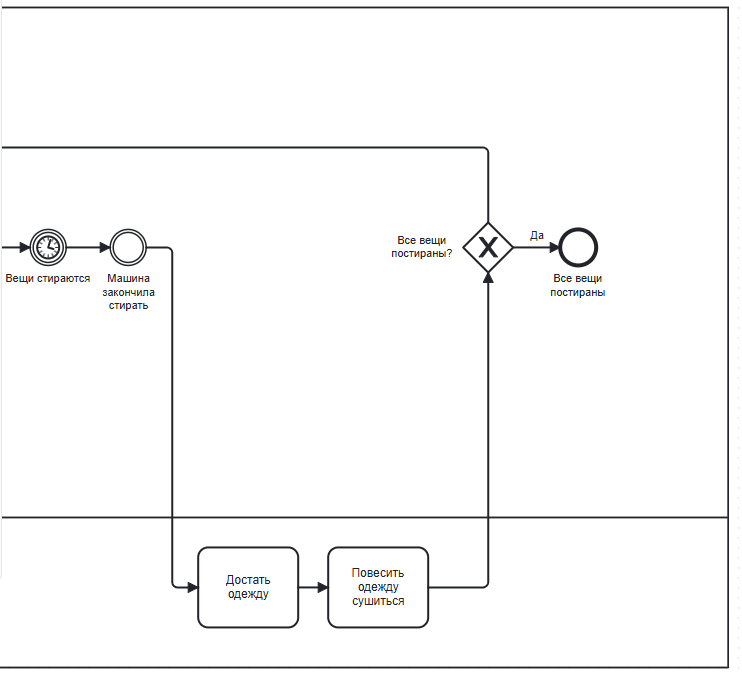 Вещи стираются
Машина
закончила
стирать
Все вещи
постираны?
Да
Все вещи
постираны
Достать
одежду
Повесить
одежду
сушиться